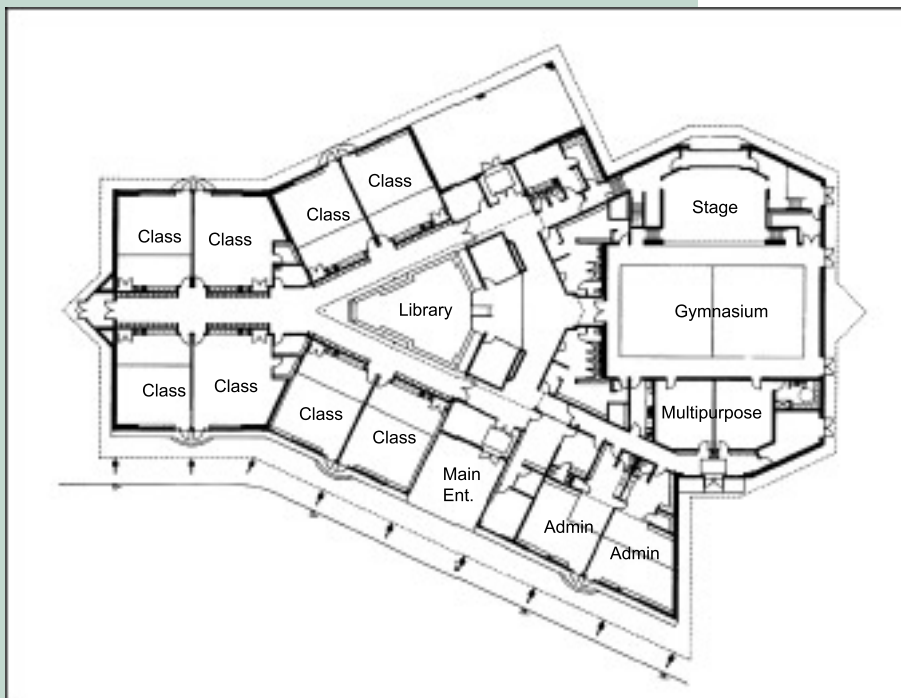 Class
Class
Stage
Class
Class
Library
Gymnasium
Class
Class
Class
Multipurpose
Class
Main
Ent.
Admin
Admin